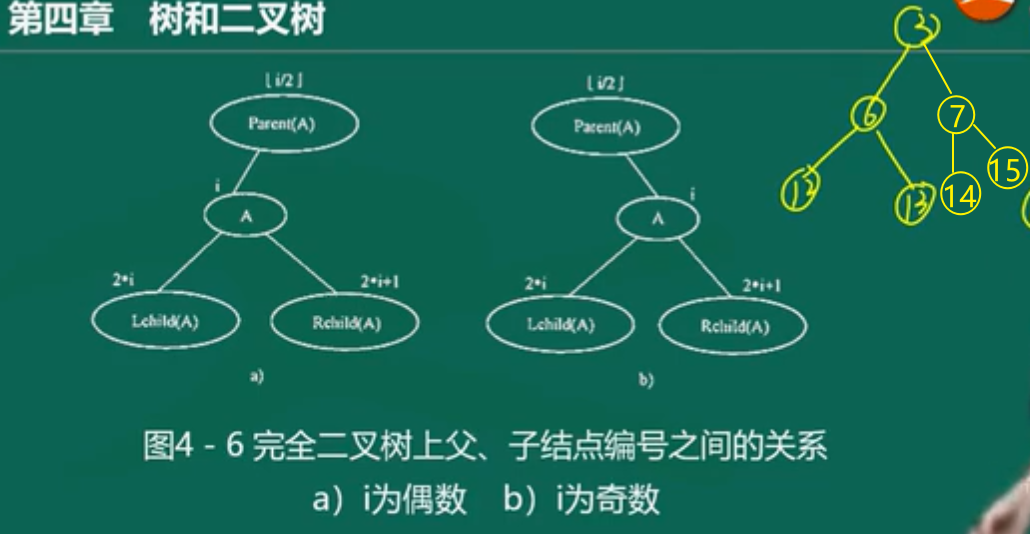 第四章 树和二叉树
3
⌊ i/2 ⌋ ⌊ i/2 ⌋
Parent(A) Parent(A) 6 7
i i 12 13 14 15
A A
2*i 2*i+1 2*i 2*i+1
Lchild(A) Rchild(A) Lchild(A) Rchild(A)
a) b)
图4 - 6 完全二叉树上父、子结点编号之间的关系
a）i为偶数 b）i为奇数